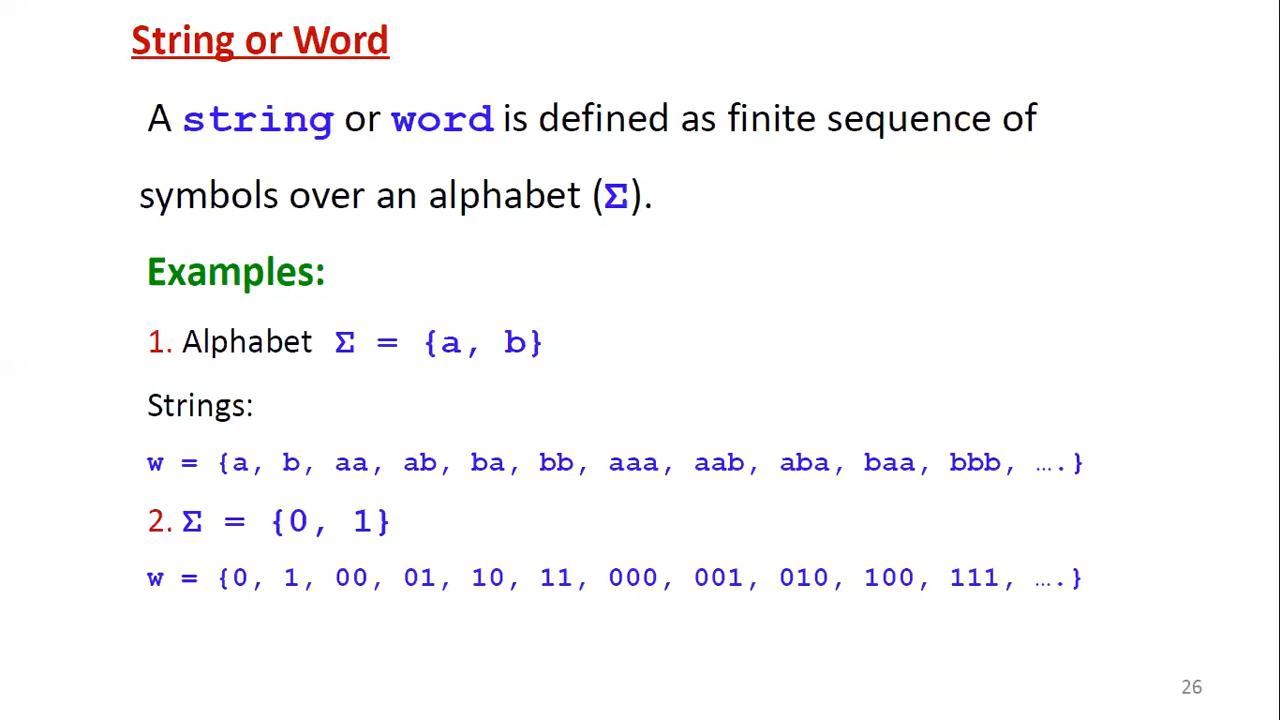 String or Word
A string or word is defined as finite sequence of
symbols over an alphabet (Σ).
Examples:
1. Alphabet Σ = {a, b}
Strings:
w = {a, b, aa, ab, ba, bb, aaa, aab, aba, baa, bbb, ….}
2. Σ = {0, 1}
w = {0, 1, 00, 01, 10, 11, 000, 001, 010, 100, 111, ….}
26